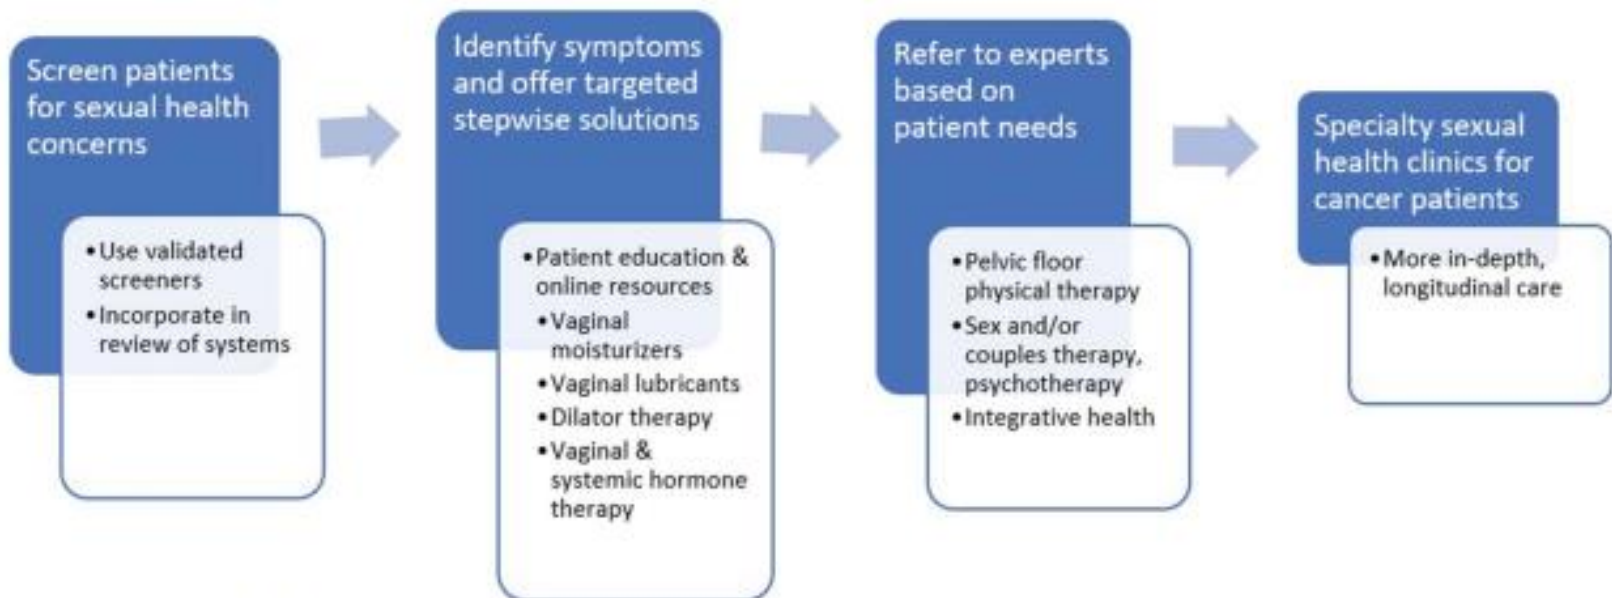 Screen patients
for sexual health
concerns
• Use validated
screeners
• Incorporate in
review of systems
Identify symptoms
and offer targeted
stepwise solutions
• Patient education &
online resources
• Vaginal
moisturizers
• Vaginal lubricants
• Dilator therapy
• Vaginal &
systemic hormone
therapy
Refer to experts
based on
patient needs
• Pelvic floor
physical therapy
• Sex and/or
couples therapy,
psychotherapy
• Integrative health
Specialty sexual
health clinics for
cancer patients
• More in-depth,
longitudinal care